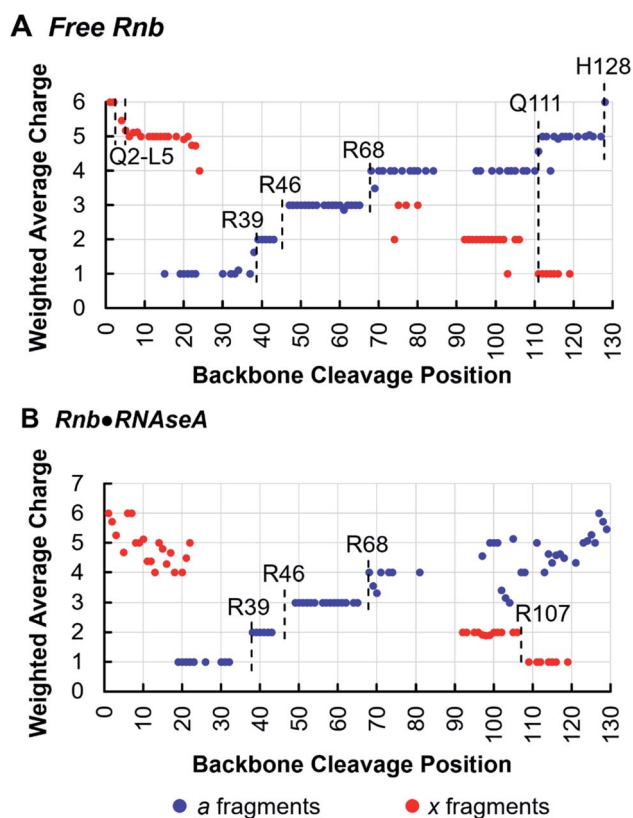 A Free Rnb
H128
Q111
R68
R46
R39
Q2-L5
Weighted Average Charge
6
5
4
3
2
1
0
0
10
20
30
40
50
60
70
80
90
100
110
120
130
Backbone Cleavage Position
B Rnb●RNAseA
R68
R46
R39
R107
Weighted Average Charge
7
6
5
4
3
2
1
0
0
10
20
30
40
50
60
70
80
90
100
110
120
130
Backbone Cleavage Position
a fragments
x fragments